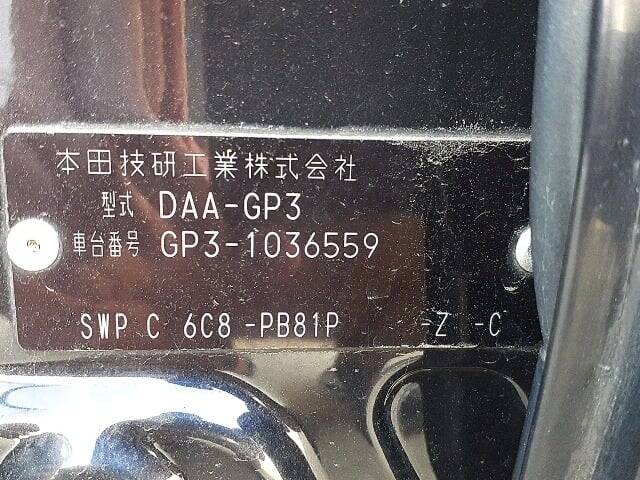 本田技研工業株式会社
型式 DAA-GP3
車台番号 GP3-1036559
SWP C 6C8 -PB81P -Z -C